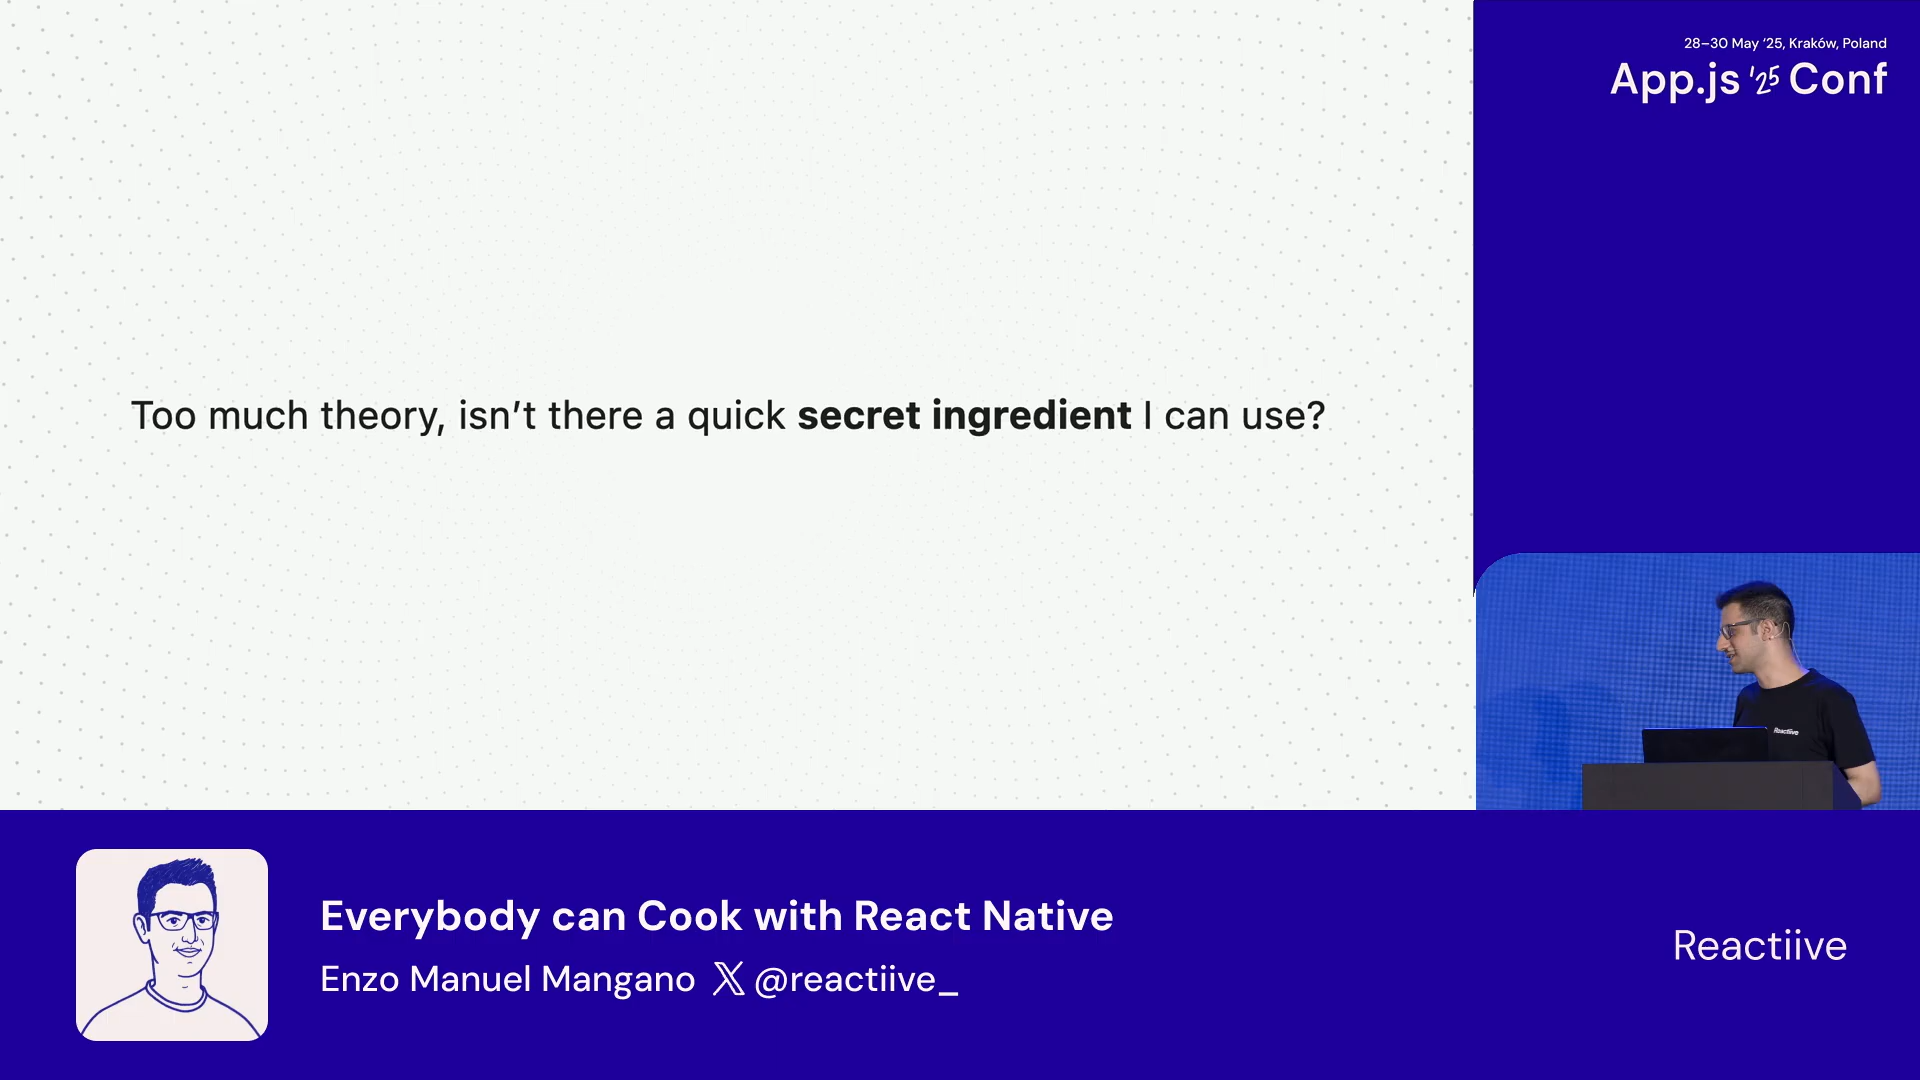 28–30 May ‘25, Kraków, Poland
App.js ‘25 Conf
Too much theory, isn’t there a quick secret ingredient I can use?
Reactiive
Everybody can Cook with React Native
Enzo Manuel Mangano 𝕏 @reactiive_
Reactiive